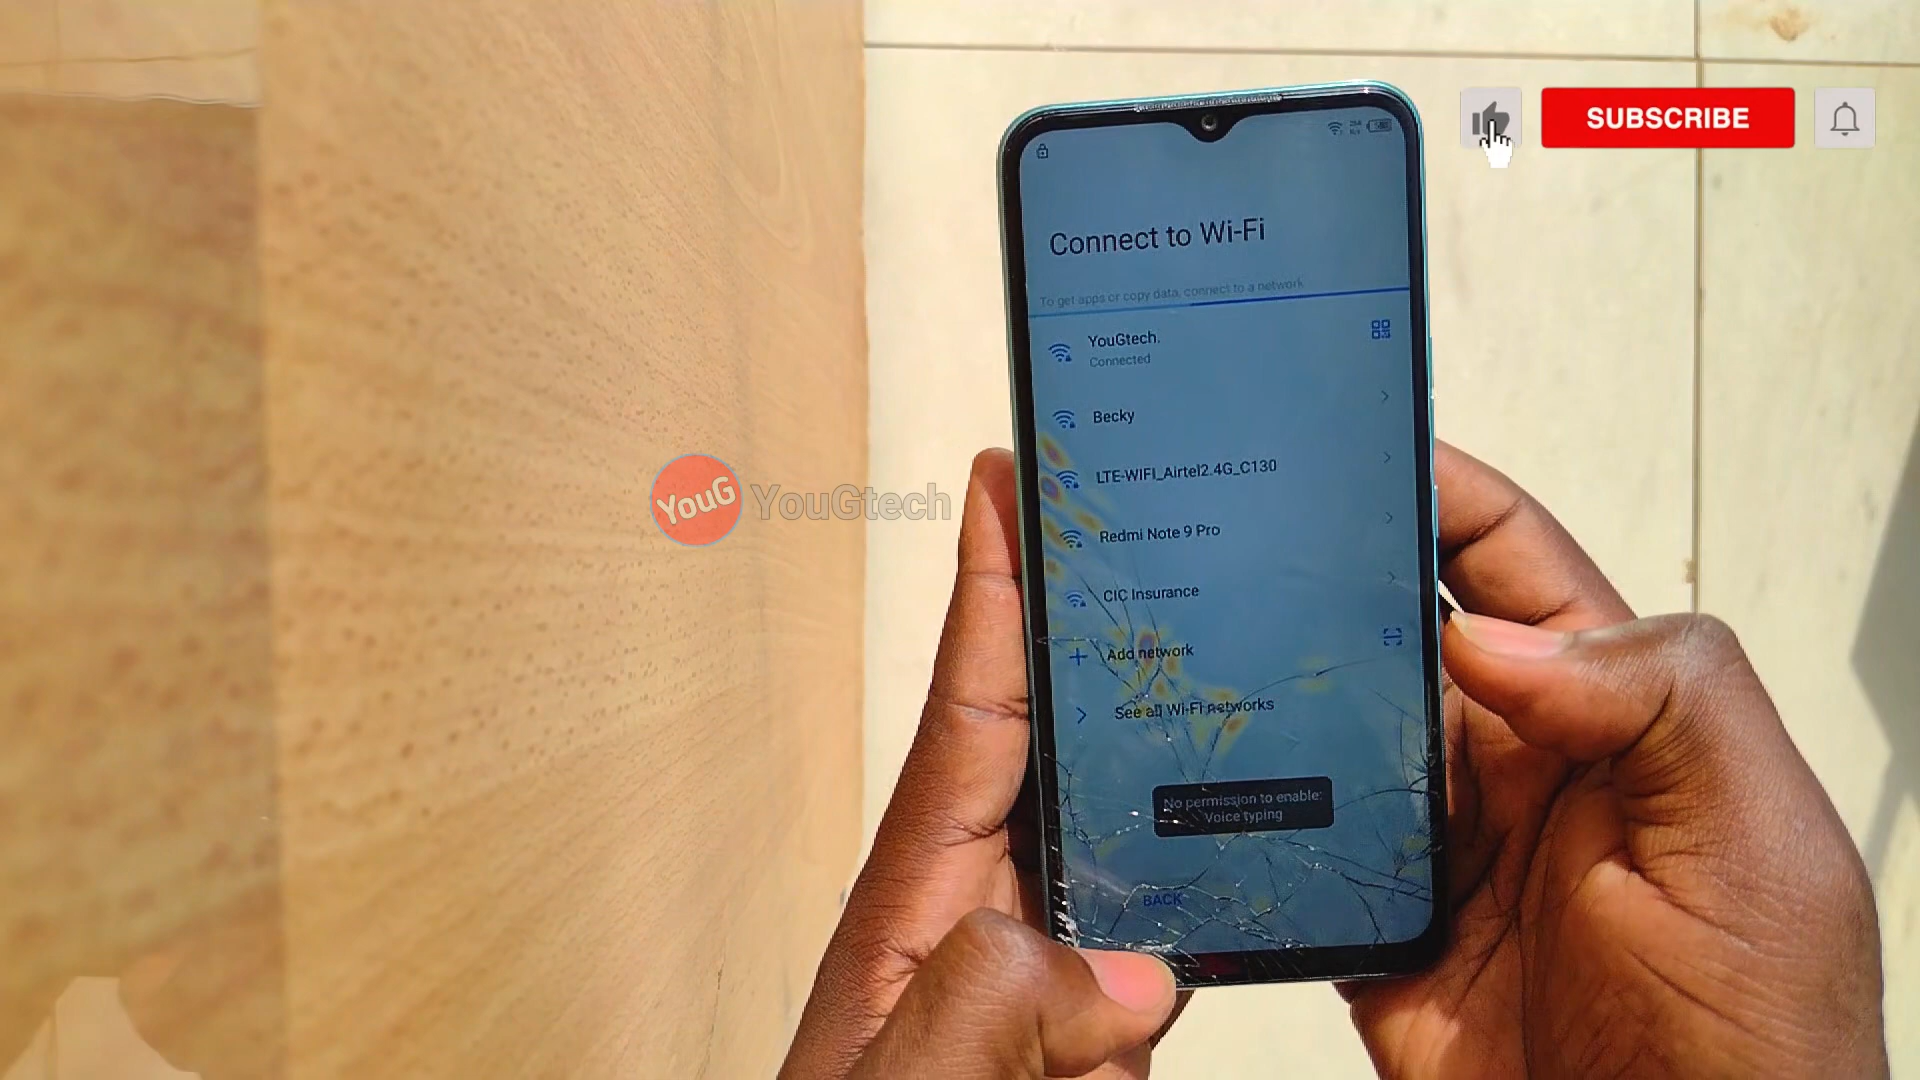 SUBSCRIBE
Connect to Wi-Fi
To get apps or copy data, connect to a network
YouGtech.
Connected
Becky
LTE-WIFI_Airtel2.4G_C130
YouG YouGtech
Redmi Note 9 Pro
CIC Insurance
Add network
See all Wi-Fi networks
No permission to enable:
Voice typing
BACK